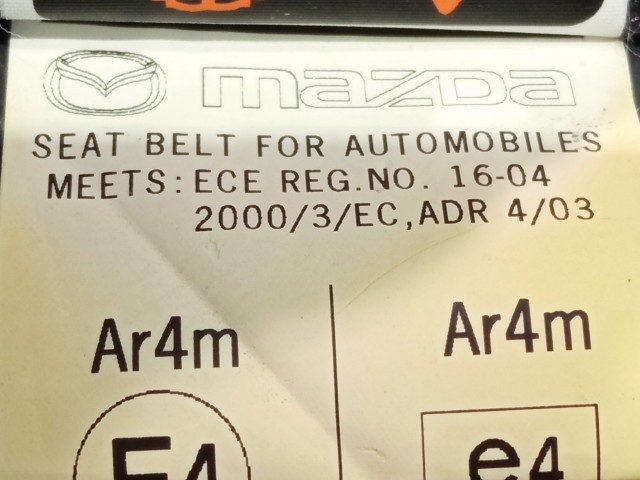 mazda
SEAT BELT FOR AUTOMOBILES
MEETS: ECE REG.NO. 16-04
2000/3/EC,ADR 4/03
Ar4m
Ar4m
E4
e4